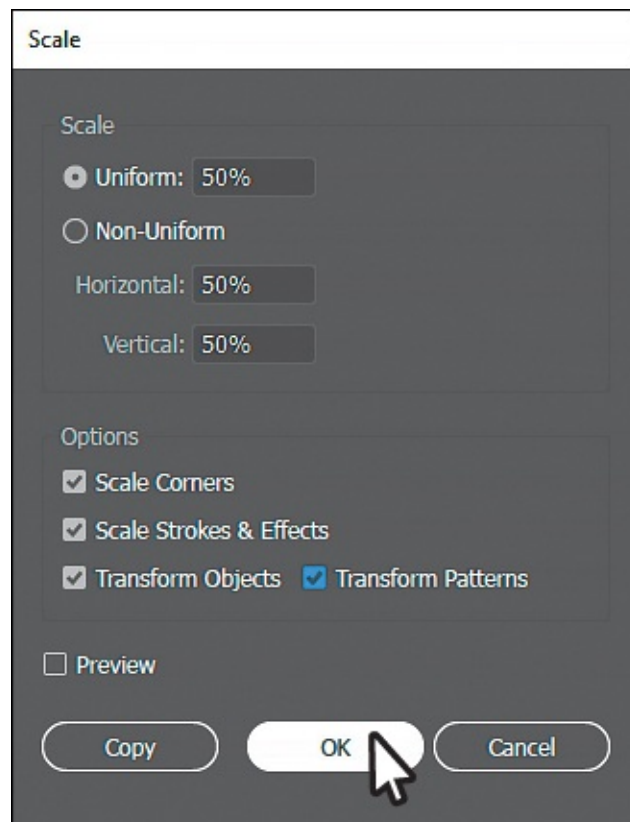 Scale
Scale
Uniform: 50%
Non-Uniform
Horizontal: 50%
Vertical: 50%
Options
Scale Corners
Scale Strokes & Effects
Transform Objects Transform Patterns
Preview
Copy OK Cancel